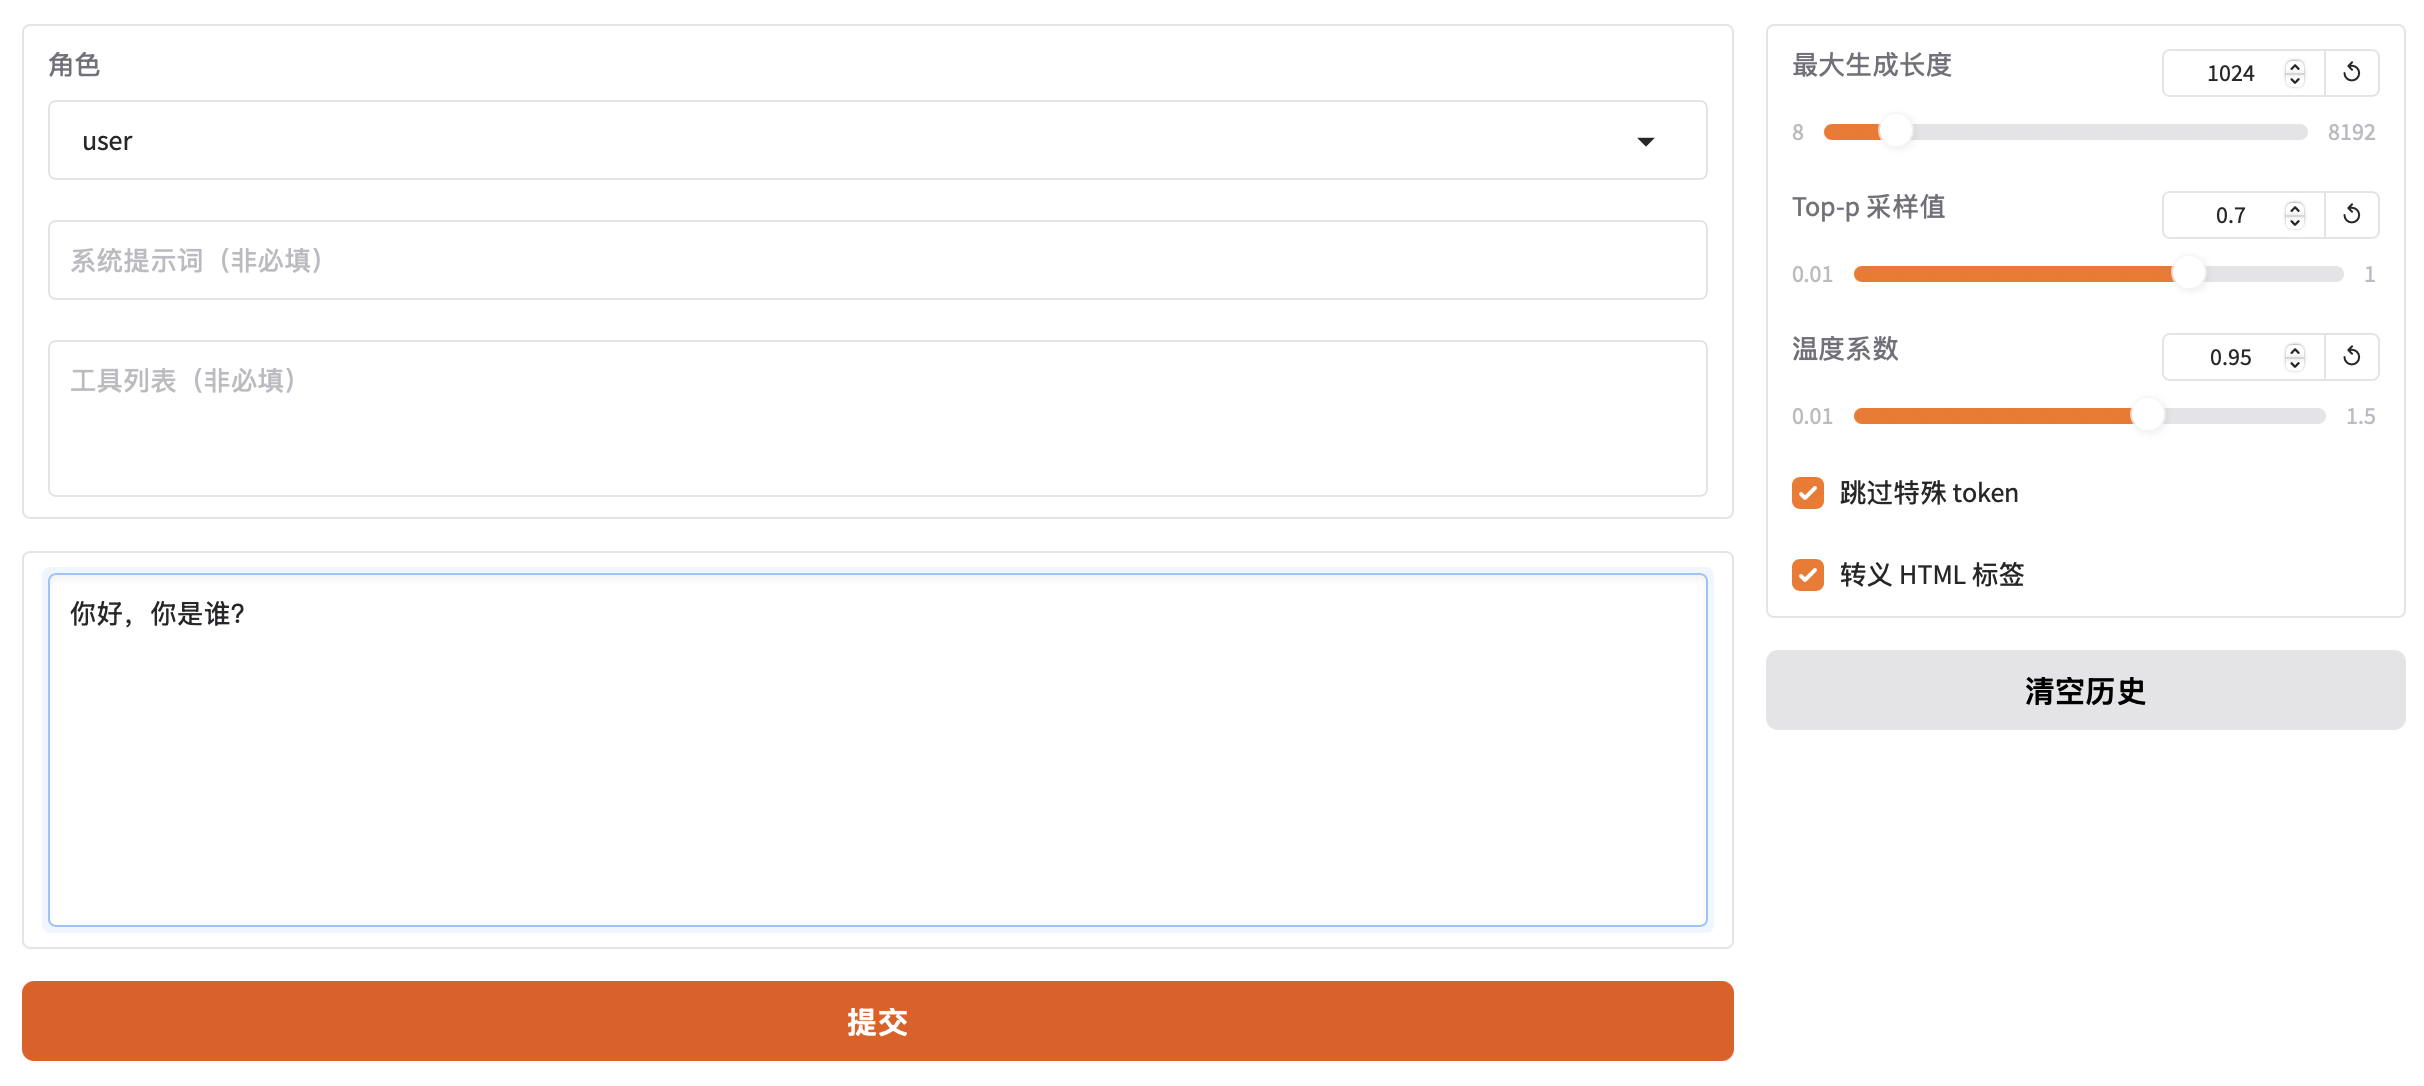 角色
user
系统提示词（非必填）
工具列表（非必填）
你好，你是谁？
提交
最大生成长度
1024
8
8192
Top-p 采样值
0.7
0.01
1
温度系数
0.95
0.01
1.5
跳过特殊 token
转义 HTML 标签
清空历史